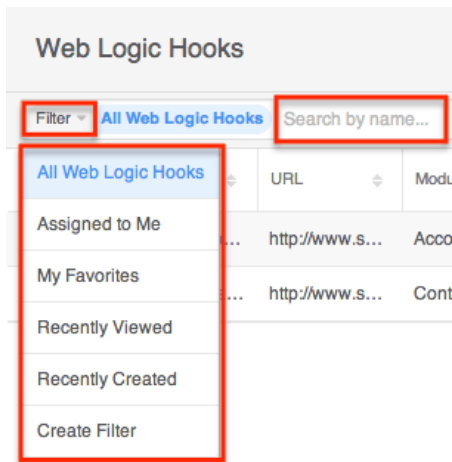 Web Logic Hooks
Filter All Web Logic Hooks Search by name...
All Web Logic Hooks URL Modu
Assigned to Me ... http://www.s... Acco
My Favorites
... http://www.s... Cont
Recently Viewed
Recently Created
Create Filter